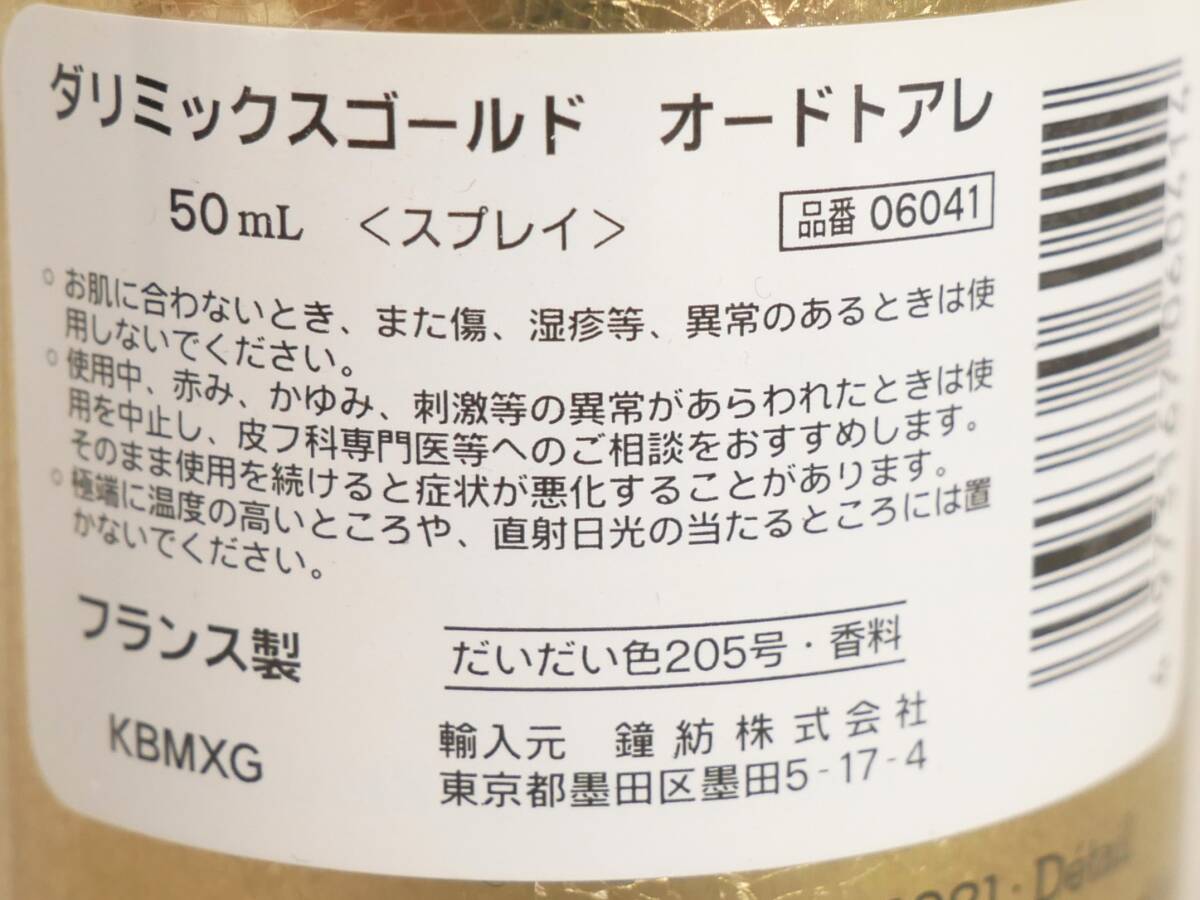 ダリミックスゴールド　オードトアレ
50mL 〈スプレイ〉 品番 06041
○お肌に合わないとき、また傷、湿疹等、異常のあるときは使
用しないでください。
○使用中、赤み、かゆみ、刺激等の異常があらわれたときは使
用を中止し、皮フ科専門医等へのご相談をおすすめします。
そのまま使用を続けると症状が悪化することがあります。
○極端に温度の高いところや、直射日光の当たるところには置
かないでください。
フランス製
だいだい色205号・香料
KBMXG
輸入元　鐘紡株式会社
東京都墨田区墨田5-17-4
Détail